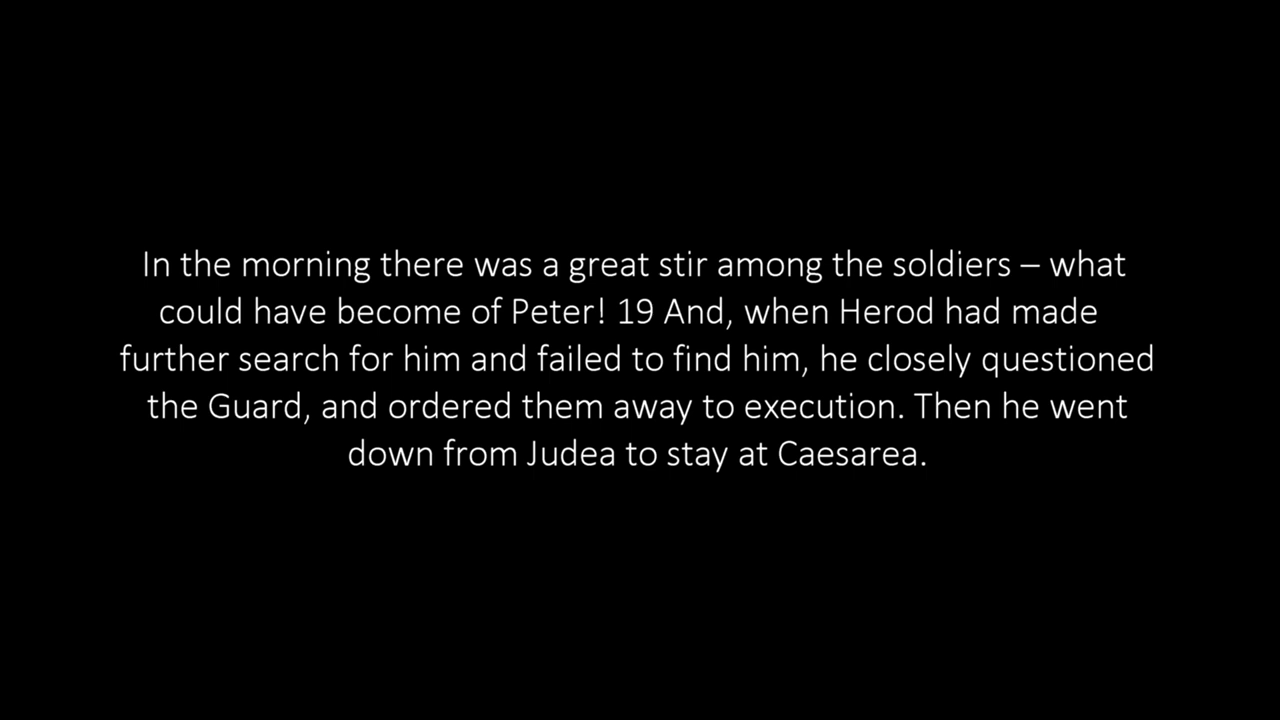 In the morning there was a great stir among the soldiers – what
could have become of Peter! 19 And, when Herod had made
further search for him and failed to find him, he closely questioned
the Guard, and ordered them away to execution. Then he went
down from Judea to stay at Caesarea.